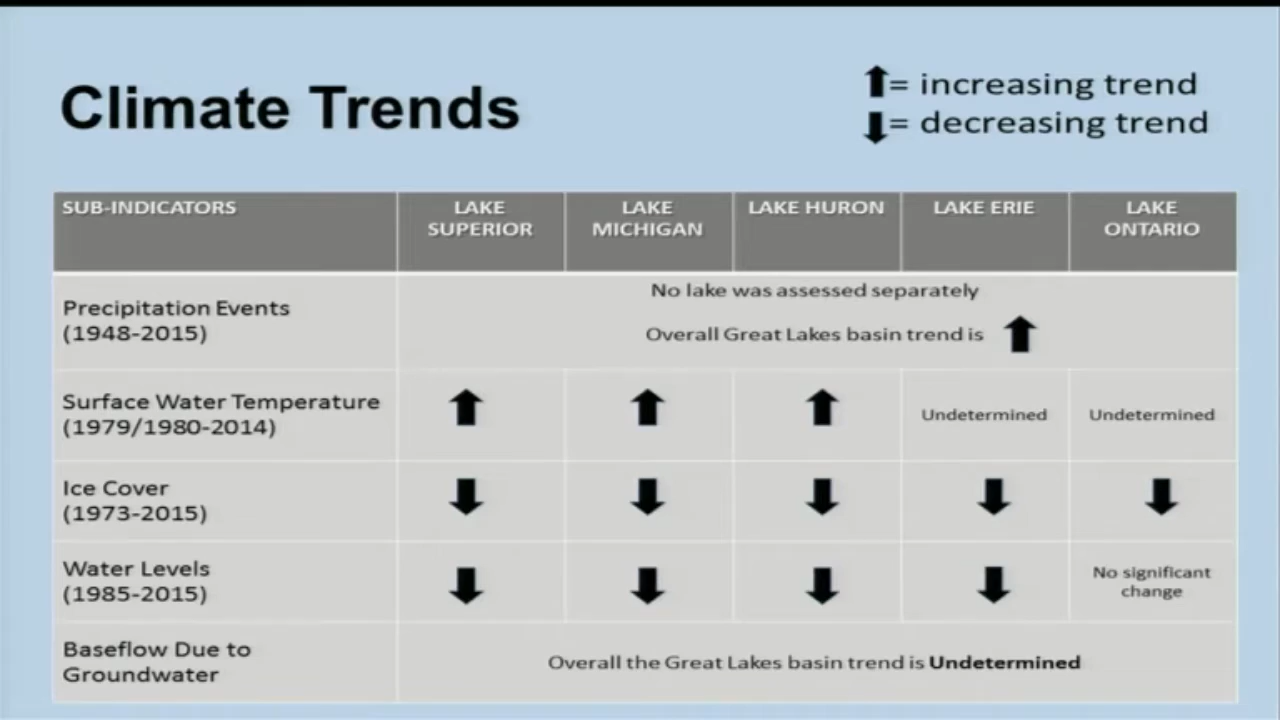 Climate Trends
⬆= increasing trend
⬇= decreasing trend
SUB-INDICATORS
LAKE
SUPERIOR
LAKE
MICHIGAN
LAKE HURON
LAKE ERIE
LAKE
ONTARIO
Precipitation Events
(1948-2015)
No lake was assessed separately
Overall Great Lakes basin trend is ⬆
Surface Water Temperature
(1979/1980-2014)
⬆ ⬆ ⬆ Undetermined Undetermined
Ice Cover
(1973-2015)
⬇ ⬇ ⬇ ⬇ ⬇
Water Levels
(1985-2015)
⬇ ⬇ ⬇ ⬇
No significant
change
Baseflow Due to
Groundwater
Overall the Great Lakes basin trend is Undetermined